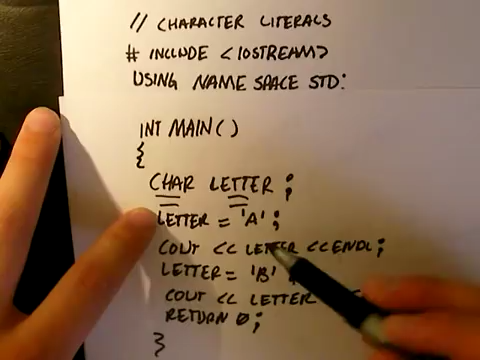 // CHARACTER LITERALS
# INCLUDE <IOSTREAM>
USING NAME SPACE STD:
INT MAIN()
{
CHAR LETTER ;
LETTER = 'A' ;
COUT << LETTER << ENDL ;
LETTER = 'B'
COUT << LETTER
RETURN 0;
}